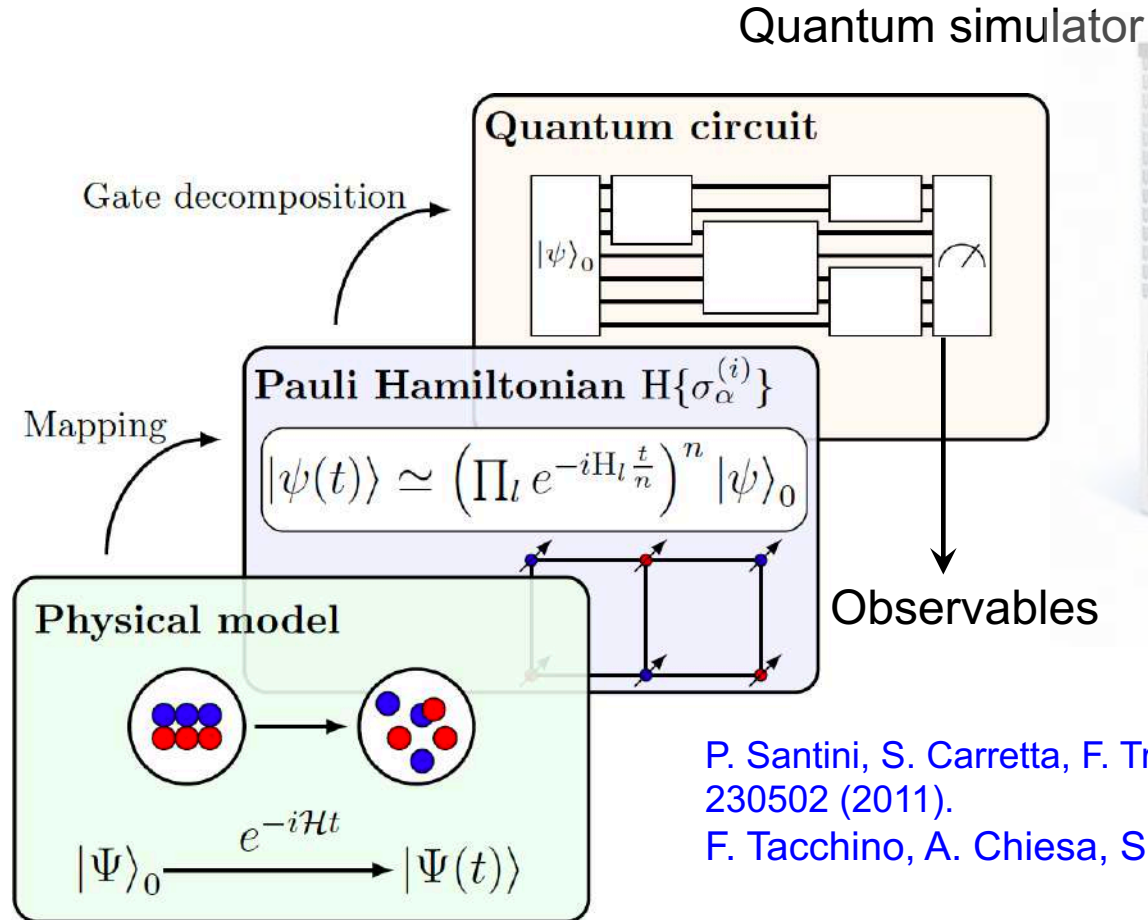 Quantum simulator
Quantum circuit
Gate decomposition
|ψ⟩₀
Pauli Hamiltonian H{σ_α^{(i)}}
Mapping
|ψ(t)⟩ ≃ (∏_l e^{-iH_l t/n})^n |ψ⟩₀
Observables
Physical model
e^{-iℋt}
|Ψ⟩₀ |Ψ(t)⟩
P. Santini, S. Carretta, F. Tr
230502 (2011).
F. Tacchino, A. Chiesa, S